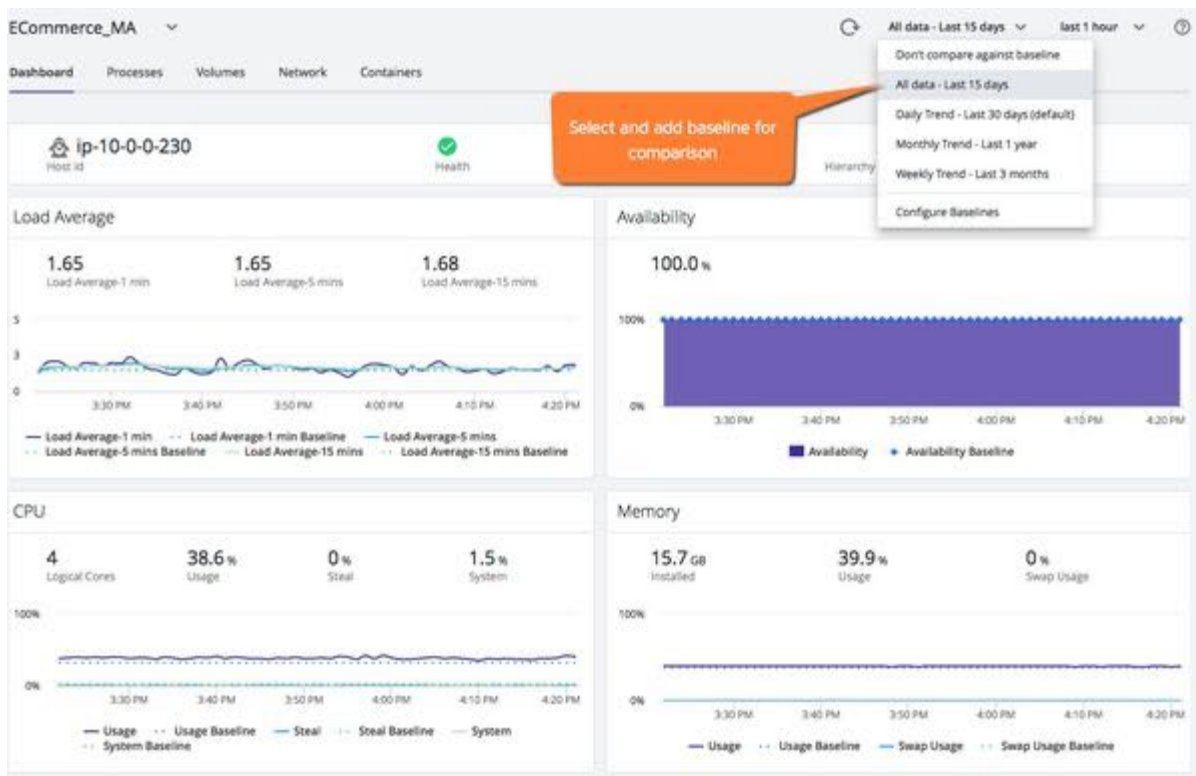 ECommerce_MA
All data - Last 15 days
last 1 hour
Don't compare against baseline
All data - Last 15 days
Daily Trend - Last 30 days (default)
Monthly Trend - Last 1 year
Weekly Trend - Last 3 months
Configure Baselines
Dashboard Processes Volumes Network Containers
Select and add baseline for
comparison
ip-10-0-0-230
Host Id
Health
Hierarchy
Load Average
1.65 1.65 1.68
Load Average-1 min Load Average-5 mins Load Average-15 mins
5
3
0
3:30 PM 3:40 PM 3:50 PM 4:00 PM 4:10 PM 4:20 PM
Load Average-1 min Load Average-1 min Baseline Load Average-5 mins
Load Average-5 mins Baseline Load Average-15 mins Load Average-15 mins Baseline
Availability
100.0 %
100%
0%
3:30 PM 3:40 PM 3:50 PM 4:00 PM 4:10 PM 4:20 PM
Availability Availability Baseline
CPU
4 38.6 % 0 % 1.5 %
Logical Cores Usage Steal System
100%
0%
3:30 PM 3:40 PM 3:50 PM 4:00 PM 4:10 PM 4:20 PM
Usage Usage Baseline Steal Steal Baseline System
System Baseline
Memory
15.7 GB 39.9 % 0 %
Installed Usage Swap Usage
100%
0%
3:30 PM 3:40 PM 3:50 PM 4:00 PM 4:10 PM 4:20 PM
Usage Usage Baseline Swap Usage Swap Usage Baseline